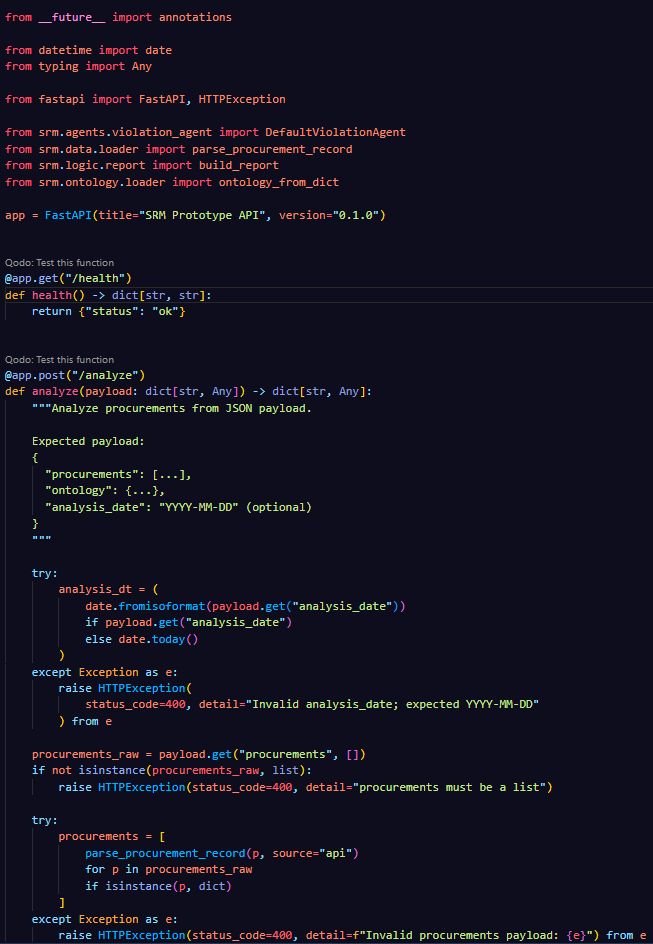 from __future__ import annotations
from datetime import date
from typing import Any
from fastapi import FastAPI, HTTPException
from srm.agents.violation_agent import DefaultViolationAgent
from srm.data.loader import parse_procurement_record
from srm.logic.report import build_report
from srm.ontology.loader import ontology_from_dict
app = FastAPI(title="SRM Prototype API", version="0.1.0")
Qodo: Test this function
@app.get("/health")
def health() -> dict[str, str]:
    return {"status": "ok"}
Qodo: Test this function
@app.post("/analyze")
def analyze(payload: dict[str, Any]) -> dict[str, Any]:
    """Analyze procurements from JSON payload.
    Expected payload:
    {
      "procurements": [...],
      "ontology": {...},
      "analysis_date": "YYYY-MM-DD" (optional)
    }
    """
    try:
        analysis_dt = (
            date.fromisoformat(payload.get("analysis_date"))
            if payload.get("analysis_date")
            else date.today()
        )
    except Exception as e:
        raise HTTPException(
            status_code=400, detail="Invalid analysis_date; expected YYYY-MM-DD"
        ) from e
    procurements_raw = payload.get("procurements", [])
    if not isinstance(procurements_raw, list):
        raise HTTPException(status_code=400, detail="procurements must be a list")
    try:
        procurements = [
            parse_procurement_record(p, source="api")
            for p in procurements_raw
            if isinstance(p, dict)
        ]
    except Exception as e:
        raise HTTPException(status_code=400, detail=f"Invalid procurements payload: {e}") from e